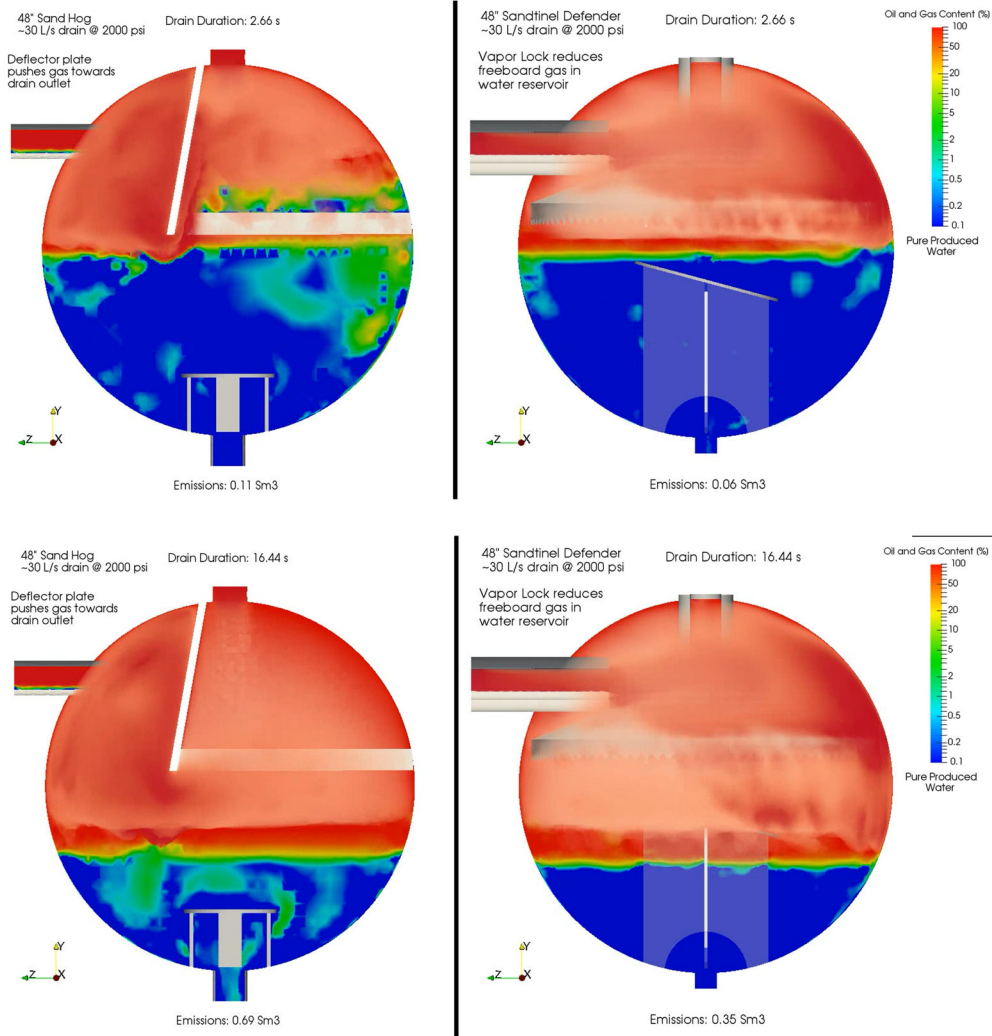 48" Sand Hog
~30 L/s drain @ 2000 psi
Drain Duration: 2.66 s
Deflector plate
pushes gas towards
drain outlet
Y
Z
X
Emissions: 0.11 Sm3
48" Sandtinel Defender
~30 L/s drain @ 2000 psi
Drain Duration: 2.66 s
Vapor Lock reduces
freeboard gas in
water reservoir
Y
Z
X
Emissions: 0.06 Sm3
Oil and Gas Content (%)
100
50
20
10
5
2
1
0.5
0.2
0.1
Pure Produced
Water
48" Sand Hog
~30 L/s drain @ 2000 psi
Drain Duration: 16.44 s
Deflector plate
pushes gas towards
drain outlet
Y
Z
X
Emissions: 0.69 Sm3
48" Sandtinel Defender
~30 L/s drain @ 2000 psi
Drain Duration: 16.44 s
Vapor Lock reduces
freeboard gas in
water reservoir
Y
Z
X
Emissions: 0.35 Sm3
Oil and Gas Content (%)
100
50
20
10
5
2
1
0.5
0.2
0.1
Pure Produced
Water